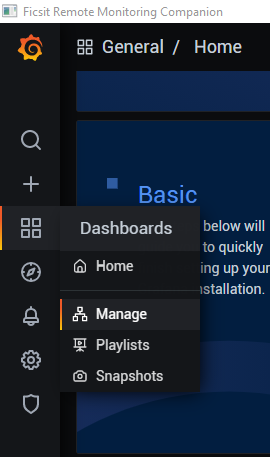 Ficsit Remote Monitoring Companion
General / Home
Basic
below will
Dashboards
to quickly
Home
ing up your
nstallation.
Manage
Playlists
Snapshots